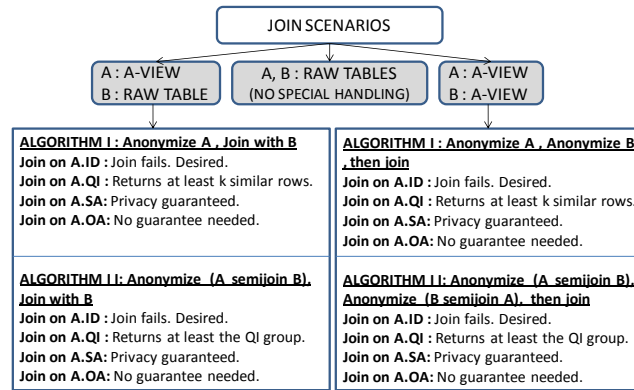 JOIN SCENARIOS
A : A-VIEW
B : RAW TABLE
A, B : RAW TABLES
(NO SPECIAL HANDLING)
A : A-VIEW
B : A-VIEW
ALGORITHM I : Anonymize A , Join with B
Join on A.ID : Join fails. Desired.
Join on A.QI : Returns at least k similar rows.
Join on A.SA: Privacy guaranteed.
Join on A.OA: No guarantee needed.
ALGORITHM II: Anonymize (A semijoin B),
Join with B
Join on A.ID : Join fails. Desired.
Join on A.QI : Returns at least the QI group.
Join on A.SA: Privacy guaranteed.
Join on A.OA: No guarantee needed.
ALGORITHM I : Anonymize A , Anonymize B
, then join
Join on A.ID : Join fails. Desired.
Join on A.QI : Returns at least k similar rows.
Join on A.SA: Privacy guaranteed.
Join on A.OA: No guarantee needed.
ALGORITHM II: Anonymize (A semijoin B),
Anonymize (B semijoin A), then join
Join on A.ID : Join fails. Desired.
Join on A.QI : Returns at least the QI group.
Join on A.SA: Privacy guaranteed.
Join on A.OA: No guarantee needed.